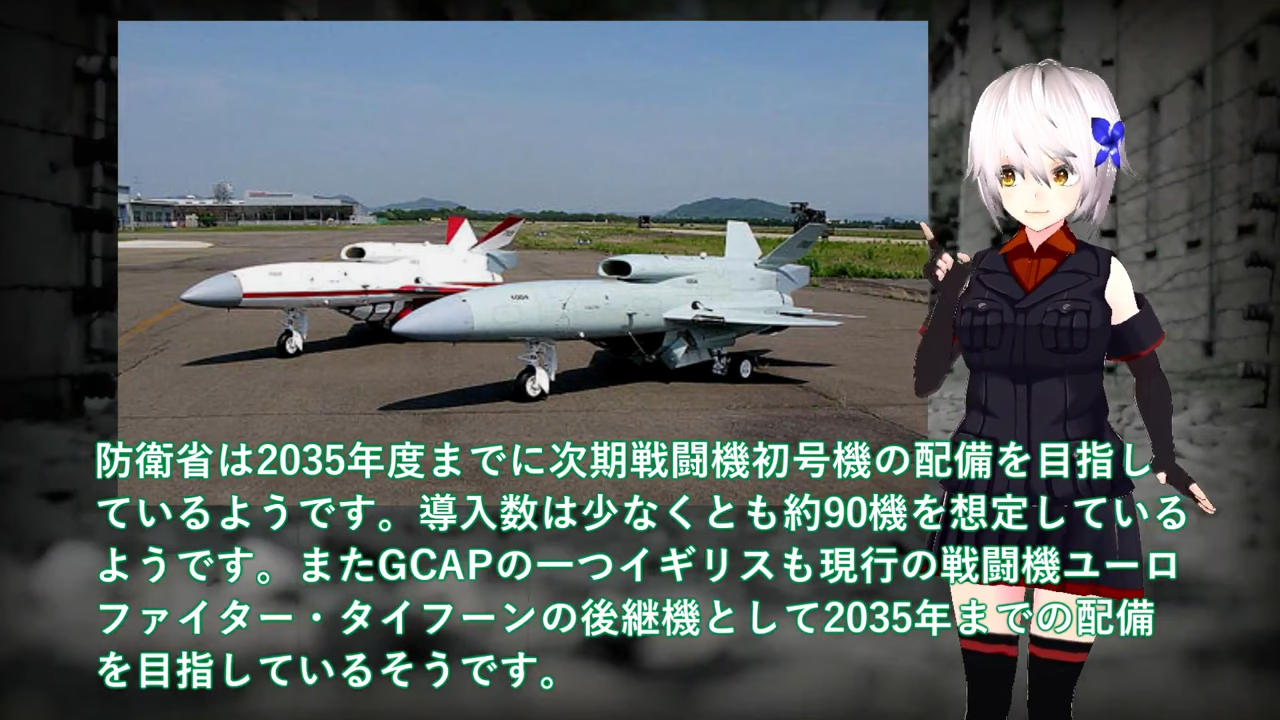 防衛省は2035年度までに次期戦闘機初号機の配備を目指し
ているようです。導入数は少なくとも約90機を想定している
ようです。またGCAPの一つイギリスも現行の戦闘機ユーロ
ファイター・タイフーンの後継機として2035年までの配備
を目指しているそうです。